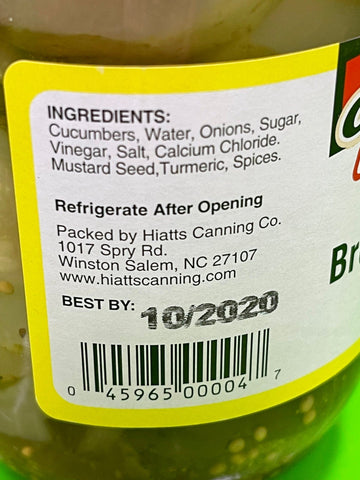 INGREDIENTS:
Cucumbers, Water, Onions, Sugar,
Vinegar, Salt, Calcium Chloride.
Mustard Seed,Turmeric, Spices.
Refrigerate After Opening
Packed by Hiatts Canning Co.
1017 Spry Rd.
Winston Salem, NC 27107
www.hiattscanning.com
BEST BY: 10/2020
0 45965 00004 7